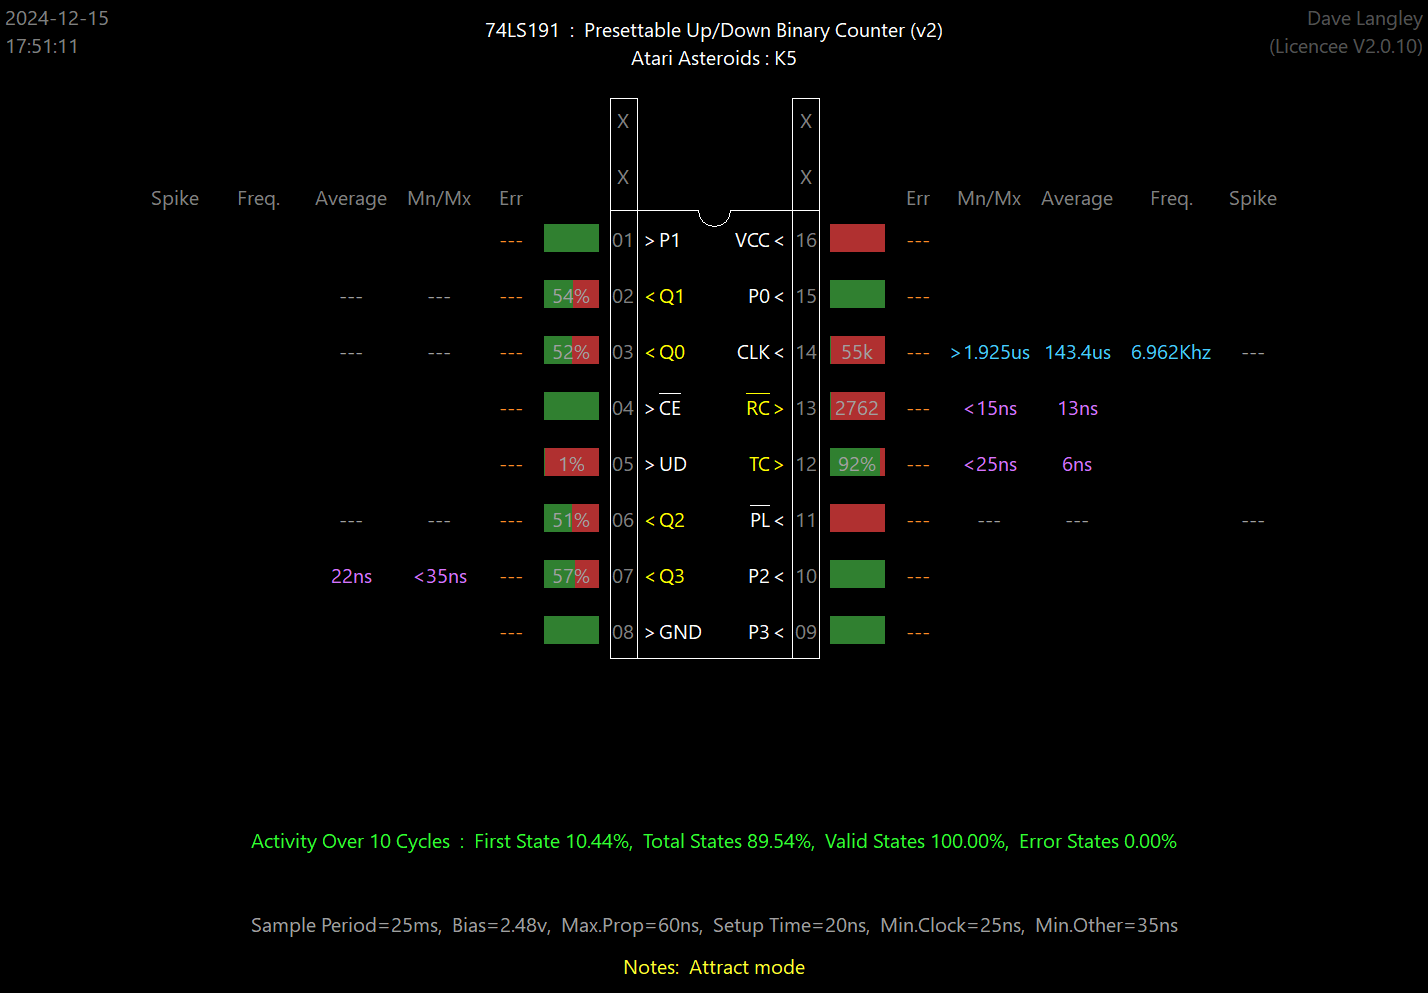 2024-12-15
17:51:11
74LS191 : Presettable Up/Down Binary Counter (v2)
Atari Asteroids : K5
Dave Langley
(Licencee V2.0.10)
X X
X X
Spike Freq. Average Mn/Mx Err Err Mn/Mx Average Freq. Spike
--- 01 >P1 VCC< 16 ---
--- --- --- 54% 02 <Q1 P0< 15 ---
--- --- --- 52% 03 <Q0 CLK< 14 55k --- >1.925us 143.4us 6.962Khz ---
--- 04 >CE RC> 13 2762 --- <15ns 13ns
--- 1% 05 >UD TC> 12 92% --- <25ns 6ns
--- --- --- 51% 06 <Q2 PL< 11 --- --- --- ---
22ns <35ns --- 57% 07 <Q3 P2< 10 ---
--- 08 >GND P3< 09 ---
Activity Over 10 Cycles : First State 10.44%, Total States 89.54%, Valid States 100.00%, Error States 0.00%
Sample Period=25ms, Bias=2.48v, Max.Prop=60ns, Setup Time=20ns, Min.Clock=25ns, Min.Other=35ns
Notes: Attract mode